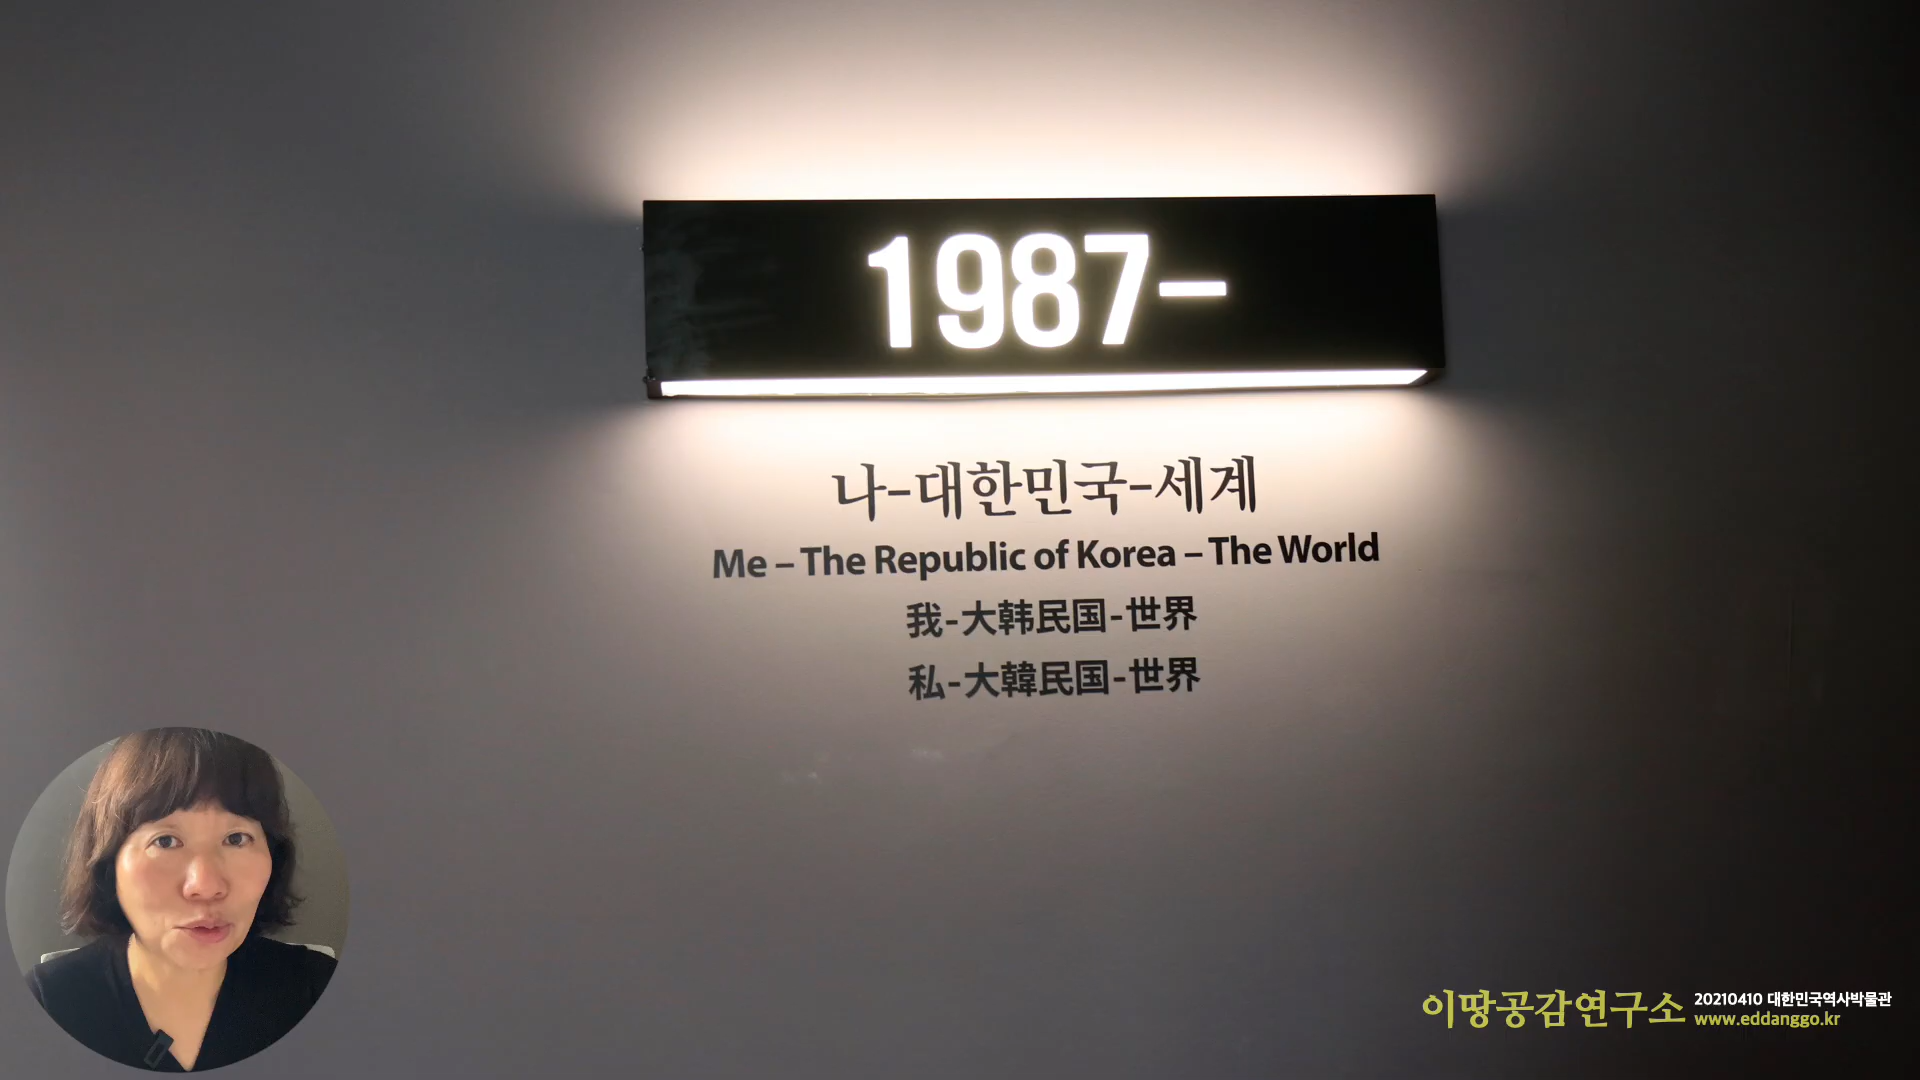 1987–
나-대한민국-세계
Me – The Republic of Korea – The World
我-大韩民国-世界
私-大韓民国-世界
이땅공감연구소 20210410 대한민국역사박물관
www.eddanggo.kr